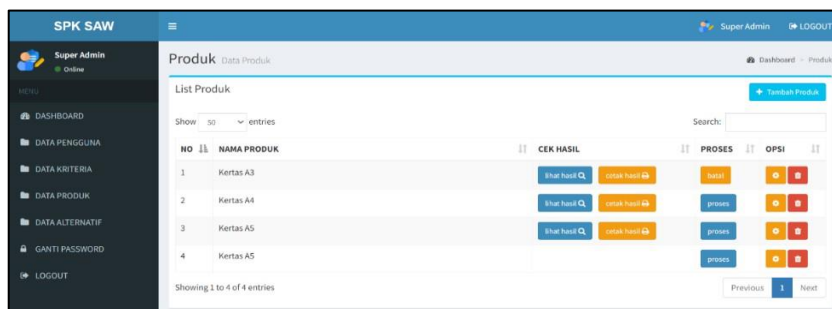 SPK SAW
Super Admin LOGOUT
Super Admin
Online
MENU
DASHBOARD
DATA PENGGUNA
DATA KRITERIA
DATA PRODUK
DATA ALTERNATIF
GANTI PASSWORD
LOGOUT
Produk Data Produk
Dashboard > Produk
List Produk
+ Tambah Produk
Show 50 entries
Search:
NO NAMA PRODUK CEK HASIL PROSES OPSI
1 Kertas A3 lihat hasil cetak hasil batal
2 Kertas A4 lihat hasil cetak hasil proses
3 Kertas A5 lihat hasil cetak hasil proses
4 Kertas A5 proses
Showing 1 to 4 of 4 entries
Previous 1 Next